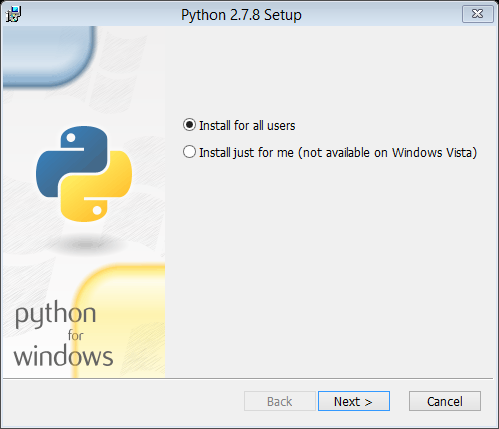 Python 2.7.8 Setup
Install for all users
Install just for me (not available on Windows Vista)
python
for
windows
Back
Next >
Cancel